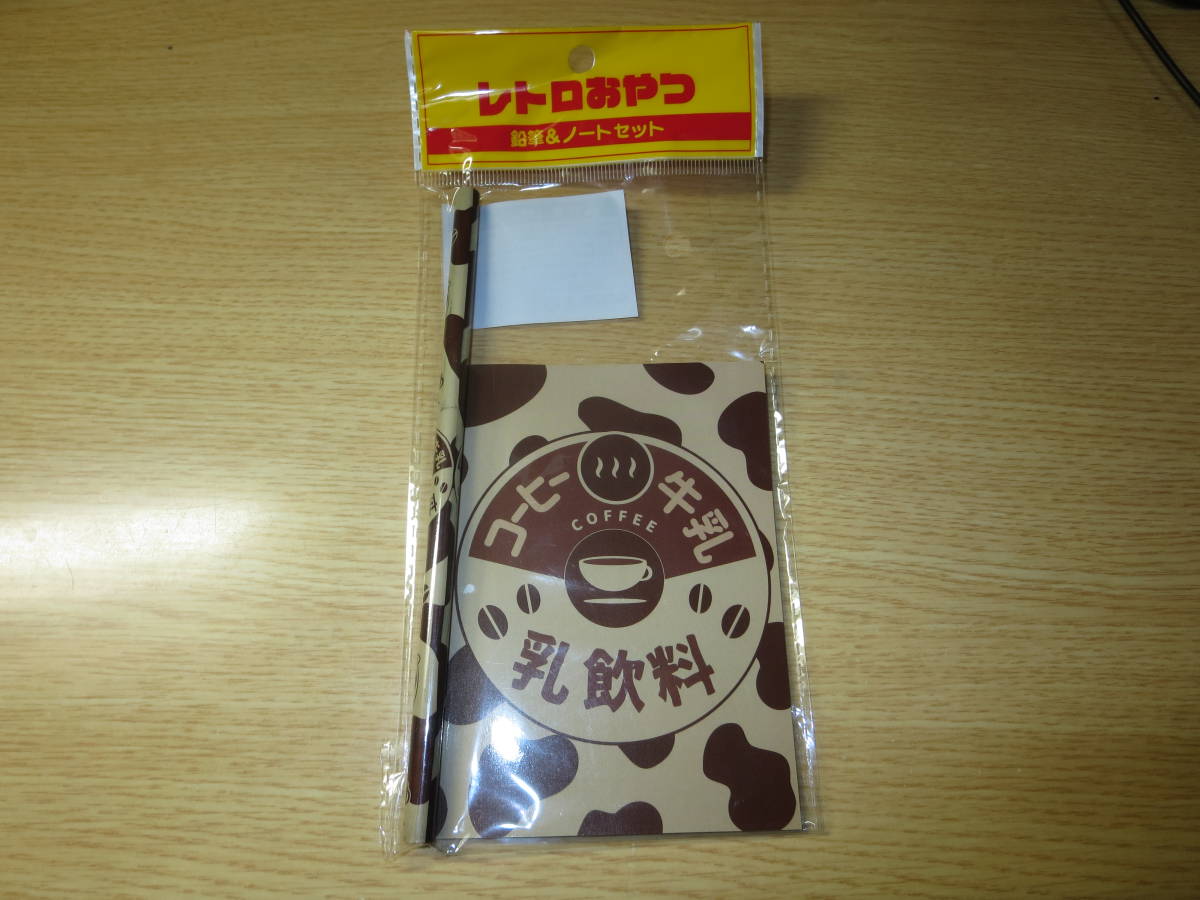 レトロおやつ
鉛筆&ノートセット
コーヒー牛乳
COFFEE
乳飲料